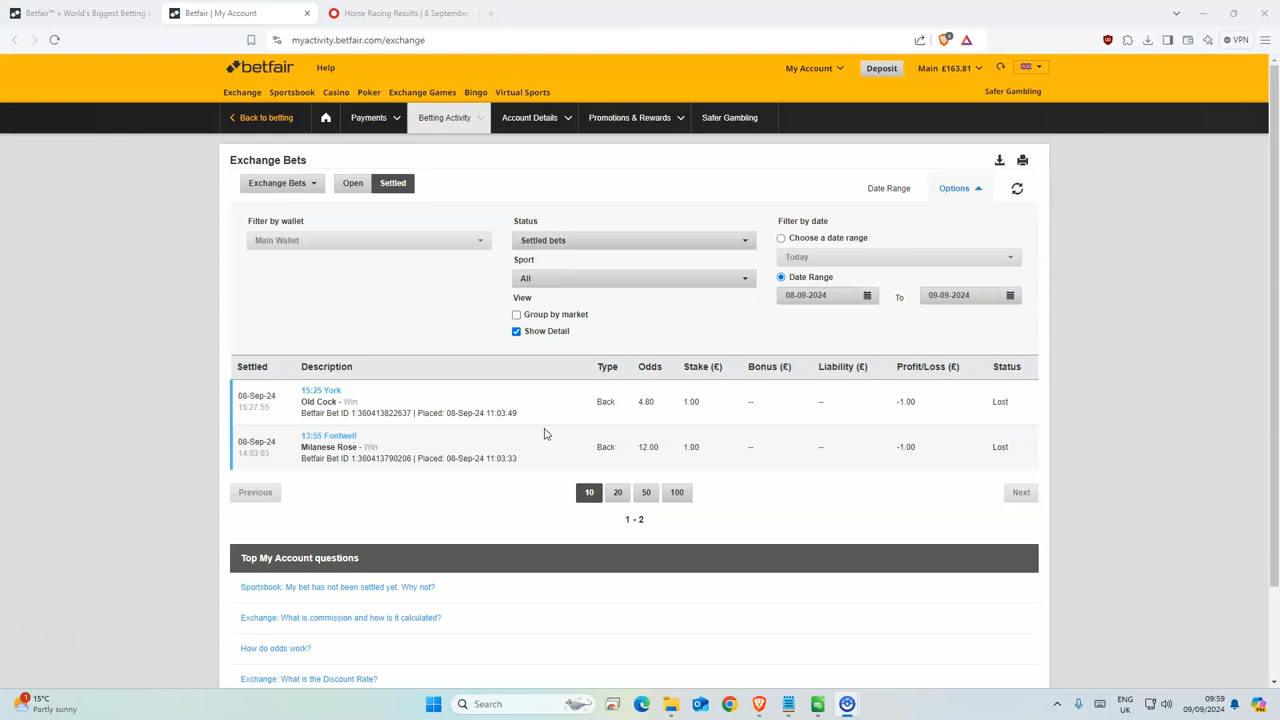 Betfair™ » World's Biggest Betting
Betfair | My Account
Horse Racing Results | 8 September
myactivity.betfair.com/exchange
VPN
betfair
Help
My Account
Deposit
Main £163.81
Exchange
Sportsbook
Casino
Poker
Exchange Games
Bingo
Virtual Sports
Safer Gambling
Back to betting
Payments
Betting Activity
Account Details
Promotions & Rewards
Safer Gambling
Exchange Bets
Exchange Bets
Open
Settled
Date Range
Options
Filter by wallet
Main Wallet
Status
Settled bets
Sport
All
View
Group by market
Show Detail
Filter by date
Choose a date range
Today
Date Range
08-09-2024
To
09-09-2024
Settled Description Type Odds Stake (£) Bonus (£) Liability (£) Profit/Loss (£) Status
15:25 York
08-Sep-24 Old Cock - Win Back 4.80 1.00 -- -- -1.00 Lost
15:27:55 Betfair Bet ID 1:360413822637 | Placed: 08-Sep-24 11:03:49
13:55 Fontwell
08-Sep-24 Milanese Rose - Win Back 12.00 1.00 -- -- -1.00 Lost
14:03:03 Betfair Bet ID 1:360413790206 | Placed: 08-Sep-24 11:03:33
Previous
10
20
50
100
Next
1 - 2
Top My Account questions
Sportsbook: My bet has not been settled yet. Why not?
Exchange: What is commission and how is it calculated?
How do odds work?
Exchange: What is the Discount Rate?
1
15°C
Partly sunny
Search
ENG
UK
09:59
09/09/2024